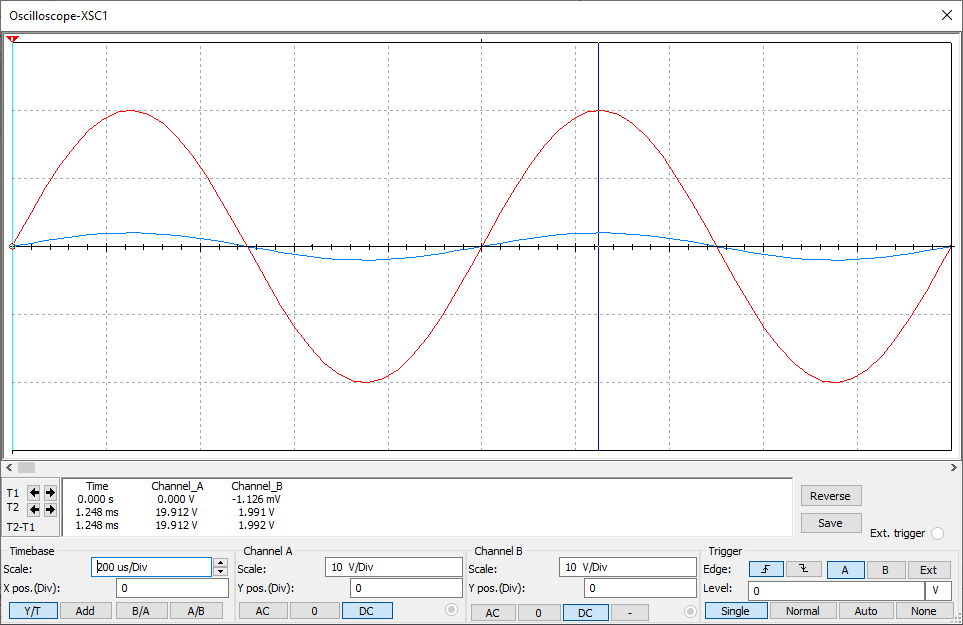 Oscilloscope-XSC1
T1
T2
T2-T1
Time Channel_A Channel_B
0.000 s 0.000 V -1.126 mV
1.248 ms 19.912 V 1.991 V
1.248 ms 19.912 V 1.992 V
Reverse
Save
Ext. trigger
Timebase
Scale: 200 us/Div
X pos.(Div): 0
Y/T Add B/A A/B
Channel A
Scale: 10 V/Div
Y pos.(Div): 0
AC 0 DC
Channel B
Scale: 10 V/Div
Y pos.(Div): 0
AC 0 DC -
Trigger
Edge: A B Ext
Level: 0 V
Single Normal Auto None